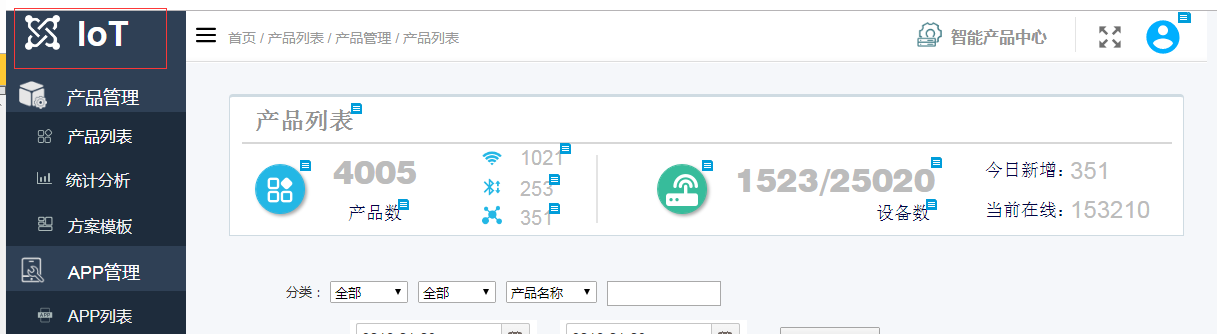 IoT
首页 / 产品列表 / 产品管理 / 产品列表
智能产品中心
产品管理
产品列表
统计分析
方案模板
APP管理
APP
APP列表
产品列表
4005
产品数
1021
253
351
1523/25020
设备数
今日新增: 351
当前在线: 153210
分类：
全部
全部
产品名称